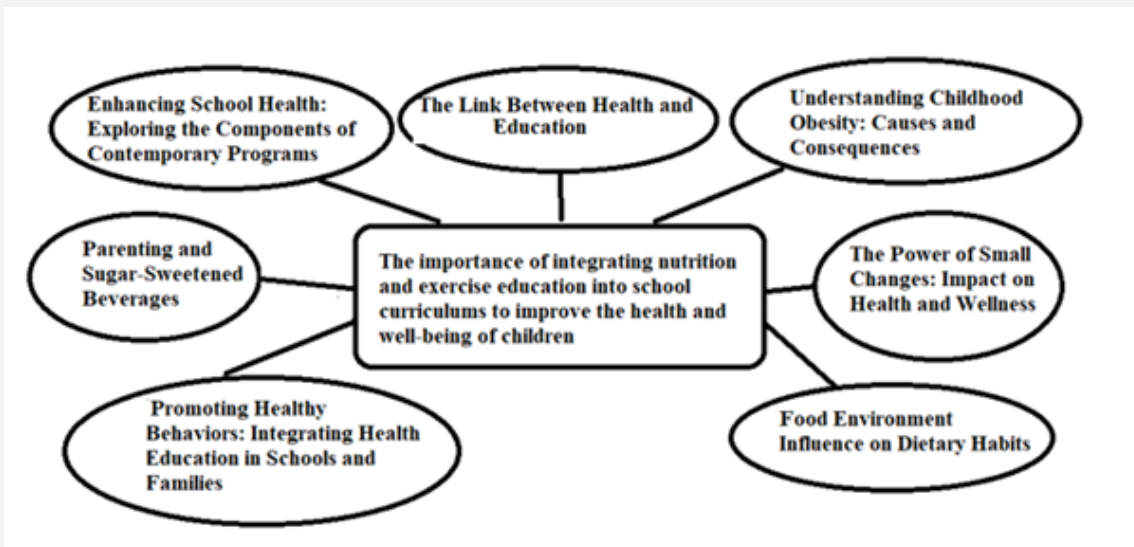 Enhancing School Health:
Exploring the Components of
Contemporary Programs
The Link Between Health and
Education
Understanding Childhood
Obesity: Causes and
Consequences
Parenting and
Sugar-Sweetened
Beverages
The importance of integrating nutrition
and exercise education into school
curriculums to improve the health and
well-being of children
The Power of Small
Changes: Impact on
Health and Wellness
Promoting Healthy
Behaviors: Integrating Health
Education in Schools and
Families
Food Environment
Influence on Dietary Habits